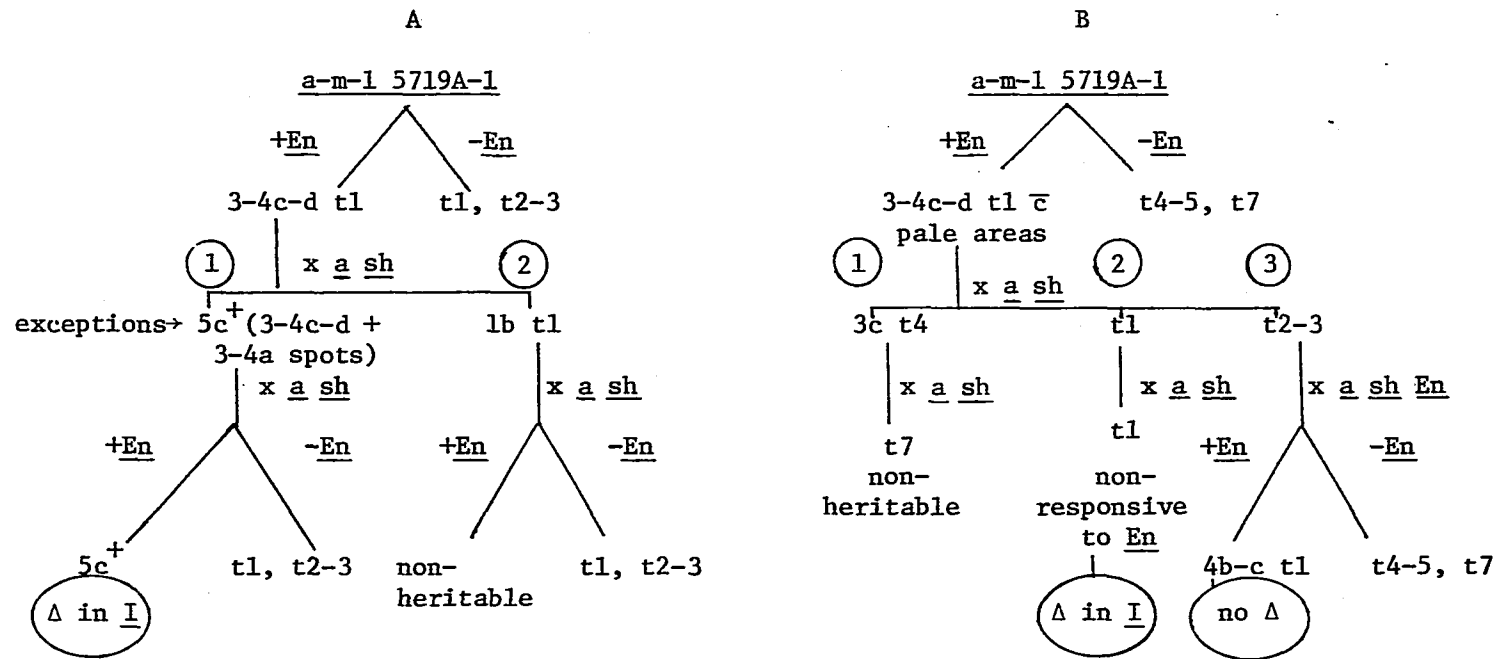 A
a-m-1 5719A-1
+En -En
3-4c-d t1 t1, t2-3
1 x a sh 2
exceptions→ 5c+ (3-4c-d + 1b t1
3-4a spots)
x a sh x a sh
+En -En +En -En
5c+ t1, t2-3 non- t1, t2-3
heritable
Δ in I
B
a-m-1 5719A-1
+En -En
3-4c-d t1 c̅ t4-5, t7
pale areas
1 2 3
x a sh
3c t4 t1 t2-3
x a sh x a sh x a sh En
t1
+En -En
t7 non-
non- responsive
heritable to En
4b-c t1 t4-5, t7
Δ in I no Δ